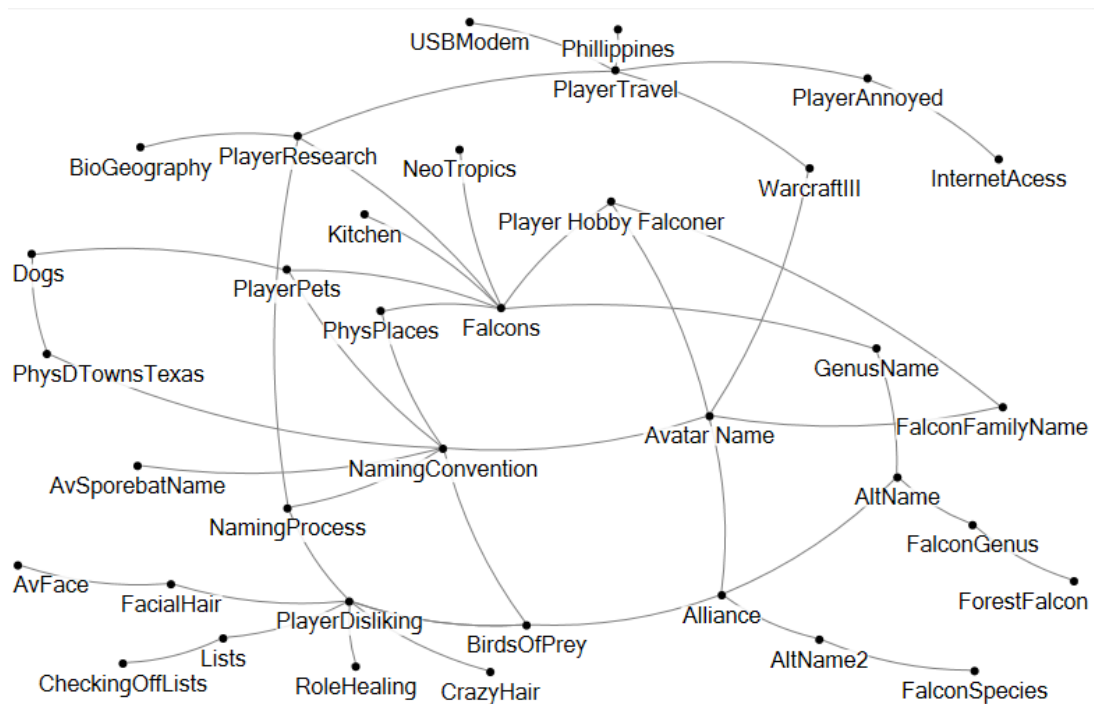 USBModem
Phillippines
PlayerTravel
PlayerAnnoyed
BioGeography
PlayerResearch
NeoTropics
WarcraftIII
InternetAcess
Kitchen
Player Hobby Falconer
Dogs
PlayerPets
PhysPlaces
Falcons
PhysDTownsTexas
GenusName
Avatar Name
FalconFamilyName
NamingConvention
AvSporebatName
AltName
NamingProcess
FalconGenus
AvFace
FacialHair
ForestFalcon
PlayerDisliking
Alliance
BirdsOfPrey
Lists
AltName2
CheckingOffLists
RoleHealing
CrazyHair
FalconSpecies